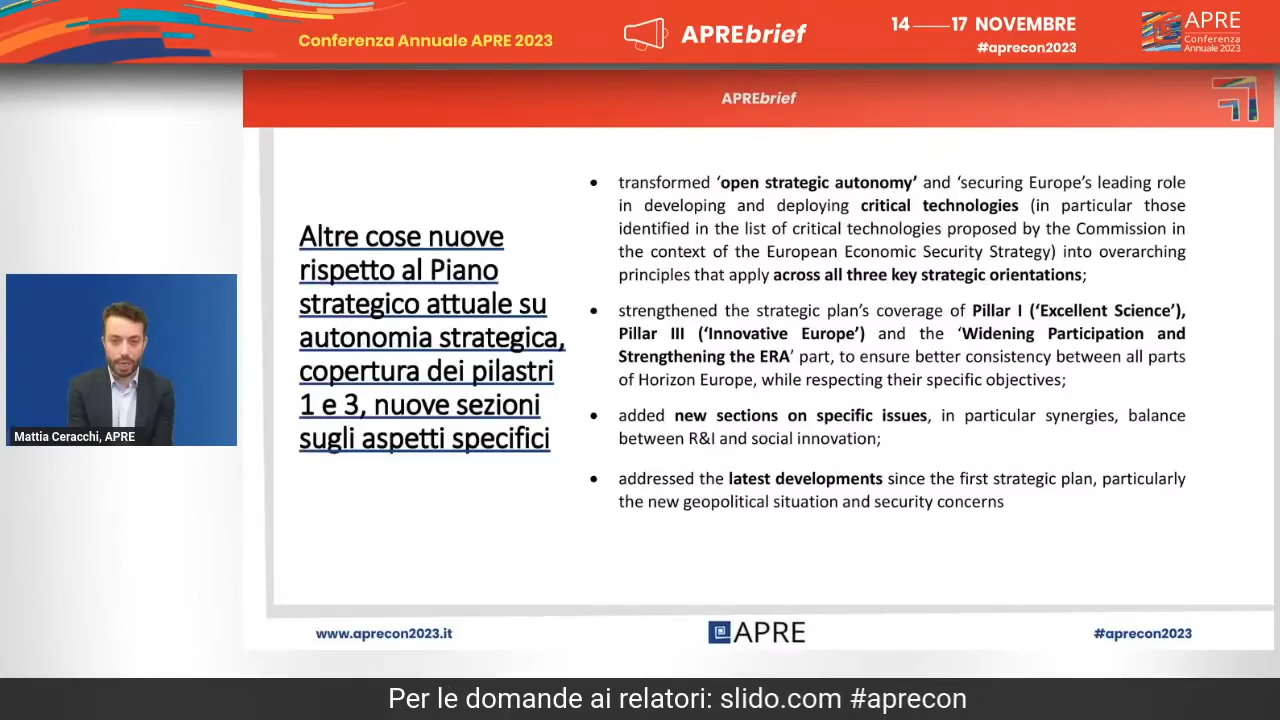 Conferenza Annuale APRE 2023
APREbrief
14 — 17 NOVEMBRE
#aprecon2023
APRE
Conferenza
Annuale 2023
APREbrief
Altre cose nuove
rispetto al Piano
strategico attuale su
autonomia strategica,
copertura dei pilastri
1 e 3, nuove sezioni
sugli aspetti specifici
• transformed ‘open strategic autonomy’ and ‘securing Europe’s leading role
in developing and deploying critical technologies (in particular those
identified in the list of critical technologies proposed by the Commission in
the context of the European Economic Security Strategy) into overarching
principles that apply across all three key strategic orientations;
• strengthened the strategic plan’s coverage of Pillar I (‘Excellent Science’),
Pillar III (‘Innovative Europe’) and the ‘Widening Participation and
Strengthening the ERA’ part, to ensure better consistency between all parts
of Horizon Europe, while respecting their specific objectives;
• added new sections on specific issues, in particular synergies, balance
between R&I and social innovation;
• addressed the latest developments since the first strategic plan, particularly
the new geopolitical situation and security concerns
Mattia Ceracchi, APRE
www.aprecon2023.it
APRE
#aprecon2023
Per le domande ai relatori: slido.com #aprecon